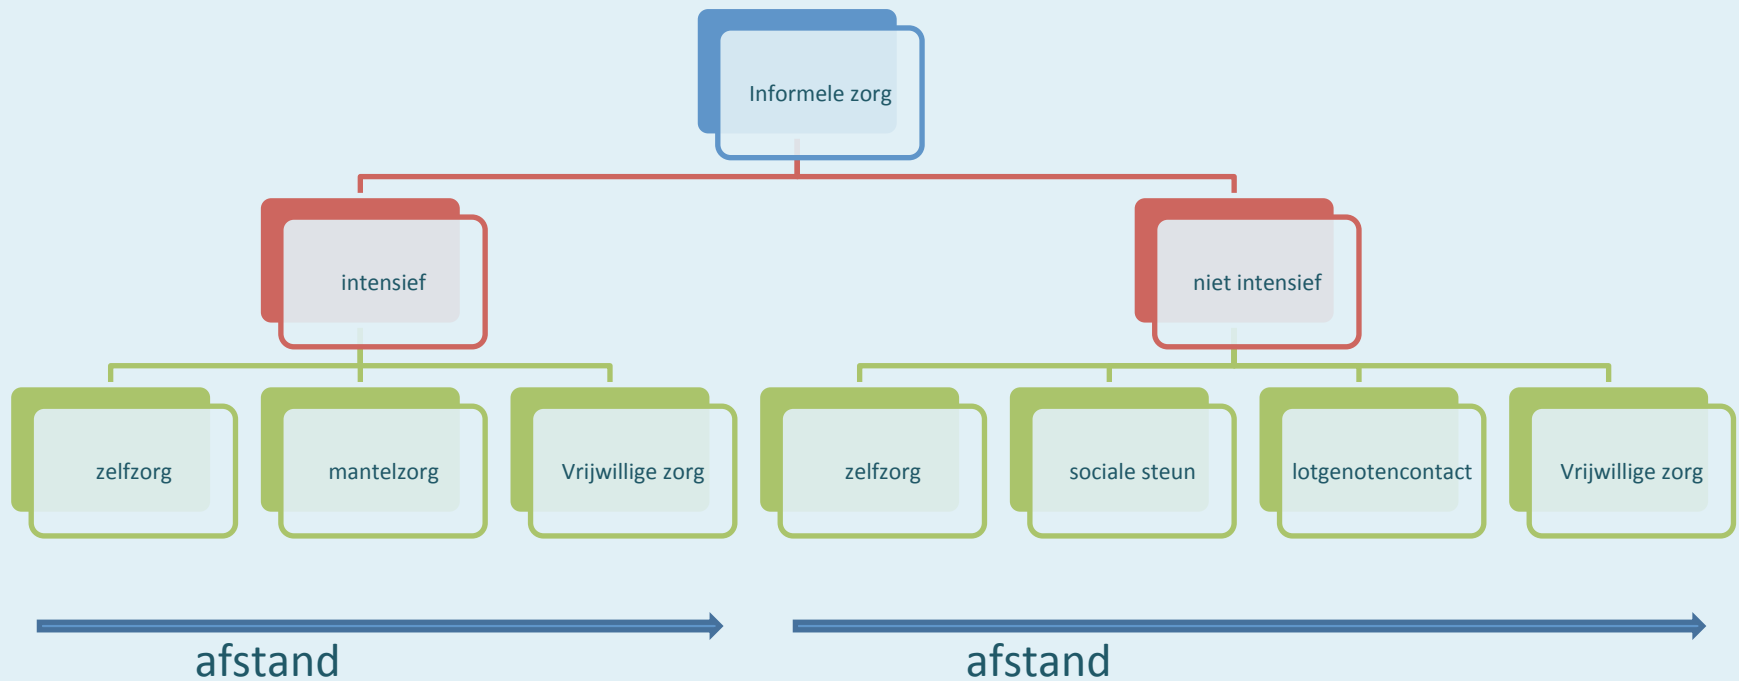 Informele zorg
intensief
niet intensief
zelfzorg
mantelzorg
Vrijwillige zorg
zelfzorg
sociale steun
lotgenotencontact
Vrijwillige zorg
afstand
afstand